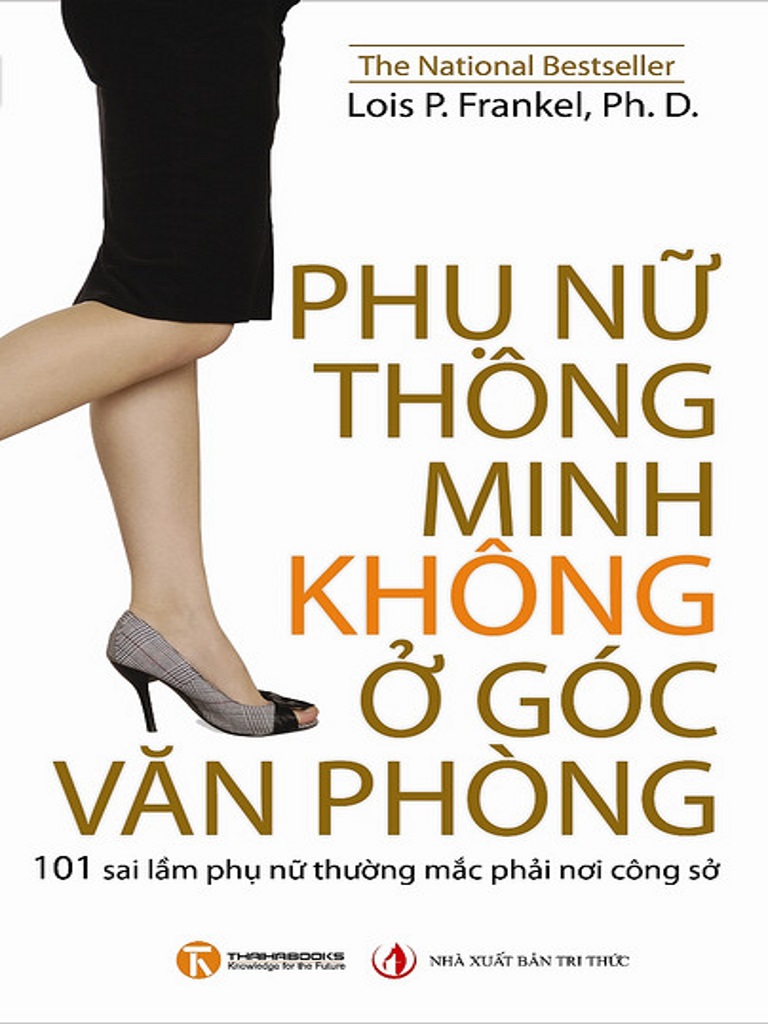 The National Bestseller
Lois P. Frankel, Ph. D.
PHỤ NỮ
THÔNG
MINH
KHÔNG
Ở GÓC
VĂN PHÒNG
101 sai lầm phụ nữ thường mắc phải nơi công sở
THAIHABOOKS
Knowledge for the Future
NHÀ XUẤT BẢN TRI THỨC